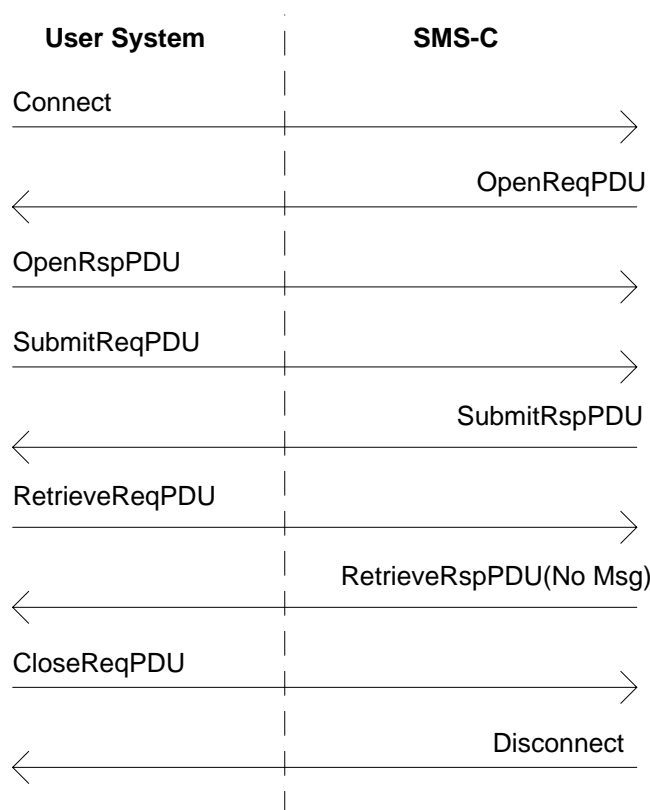 User System
SMS-C
Connect
OpenReqPDU
OpenRspPDU
SubmitReqPDU
SubmitRspPDU
RetrieveReqPDU
RetrieveRspPDU(No Msg)
CloseReqPDU
Disconnect